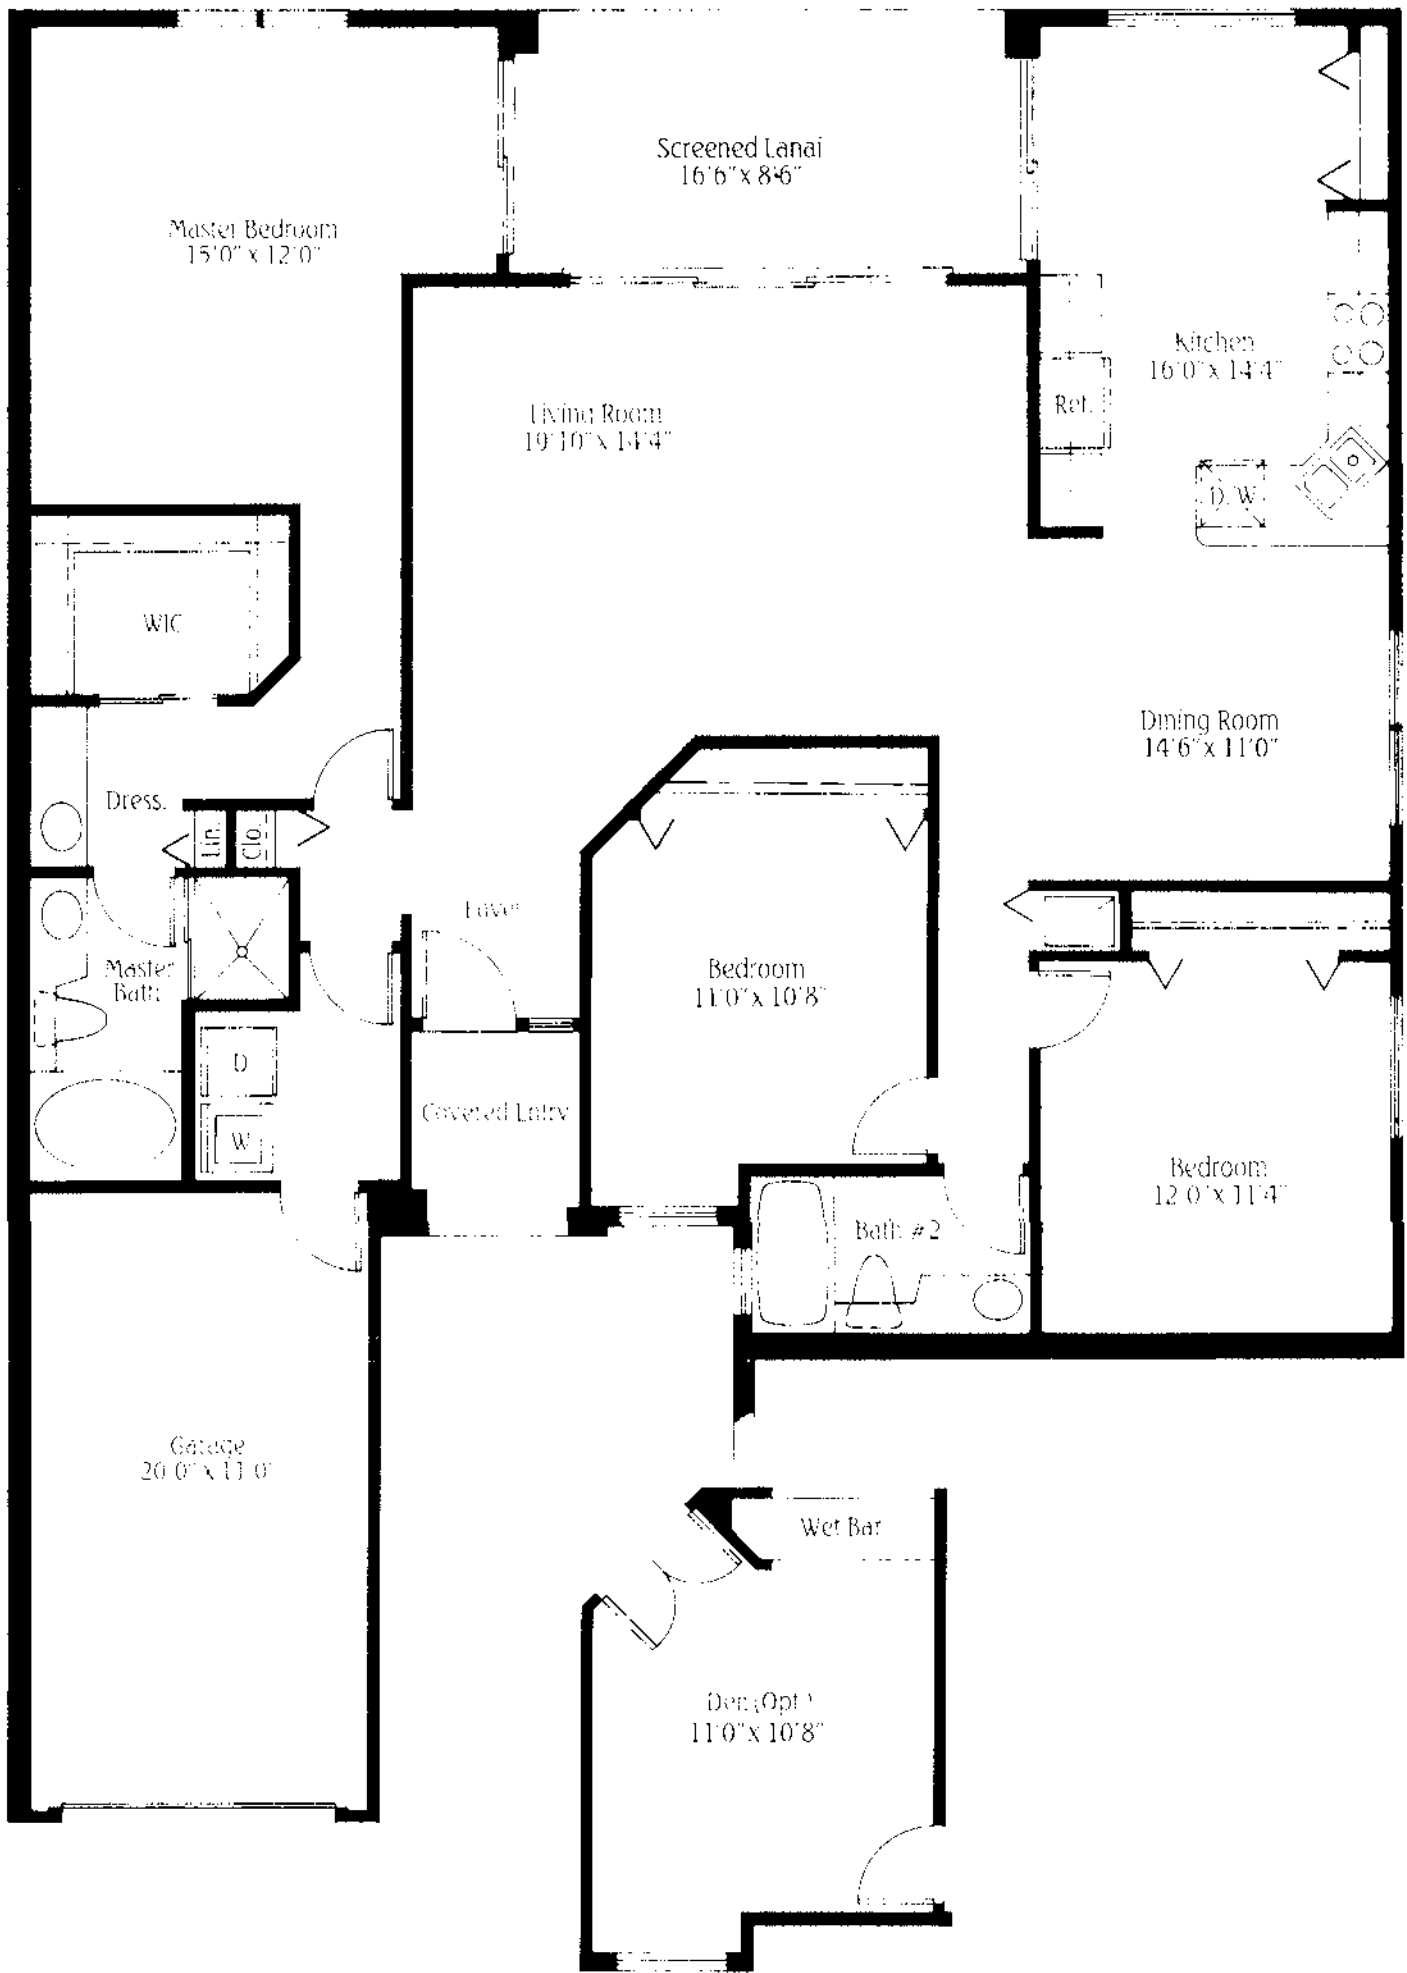 Screened Lanai
16'6" x 8'6"
Master Bedroom
15'0" x 12'0"
Kitchen
16'0" x 14'4"
Ref.
Living Room
19'10" x 14'4"
D.W
WIC
Dining Room
14'6" x 11'0"
Dress.
Lin.
Clo.
Foyer
Master
Bath
Bedroom
11'0" x 10'8"
D
W
Covered Entry
Bedroom
12'0" x 11'4"
Bath #2
Garage
20'0" x 11'0"
Wet Bar
Den (Opt.)
11'0" x 10'8"